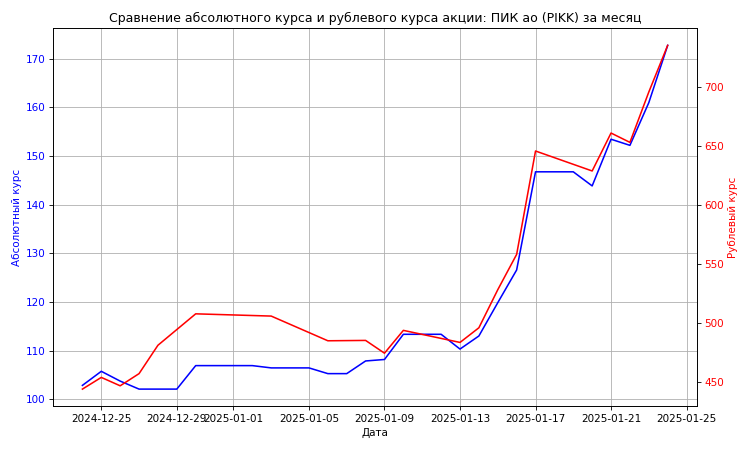 Сравнение абсолютного курса и рублевого курса акции: ПИК ао (PIKK) за месяц
Абсолютный курс
170
160
150
140
130
120
110
100
700
650
600
550
500
450
Рублевый курс
2024-12-25 2024-12-29 2025-01-01 2025-01-05 2025-01-09 2025-01-13 2025-01-17 2025-01-21 2025-01-25
Дата